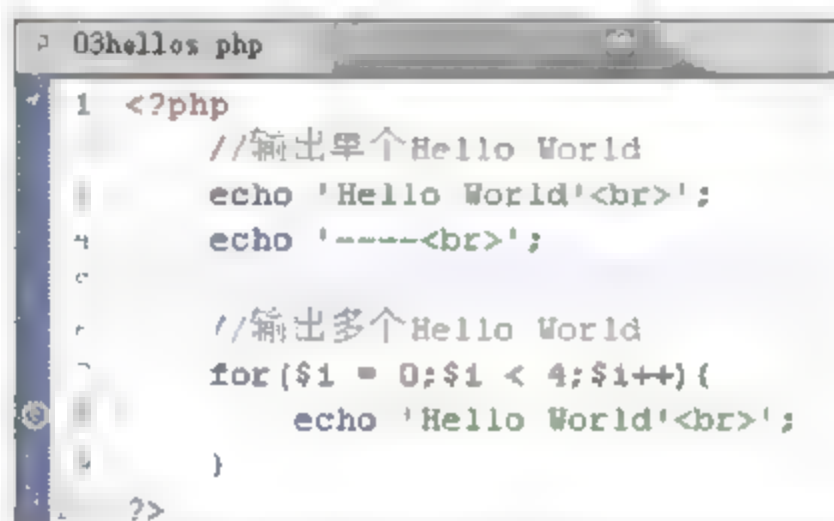 03hellos php
1 <?php
//输出单个Hello World
echo 'Hello World'<br>';
4 echo '-----<br>';
//输出多个Hello World
for($i = 0;$i < 4;$i++){
echo 'Hello World'<br>';
}
?>